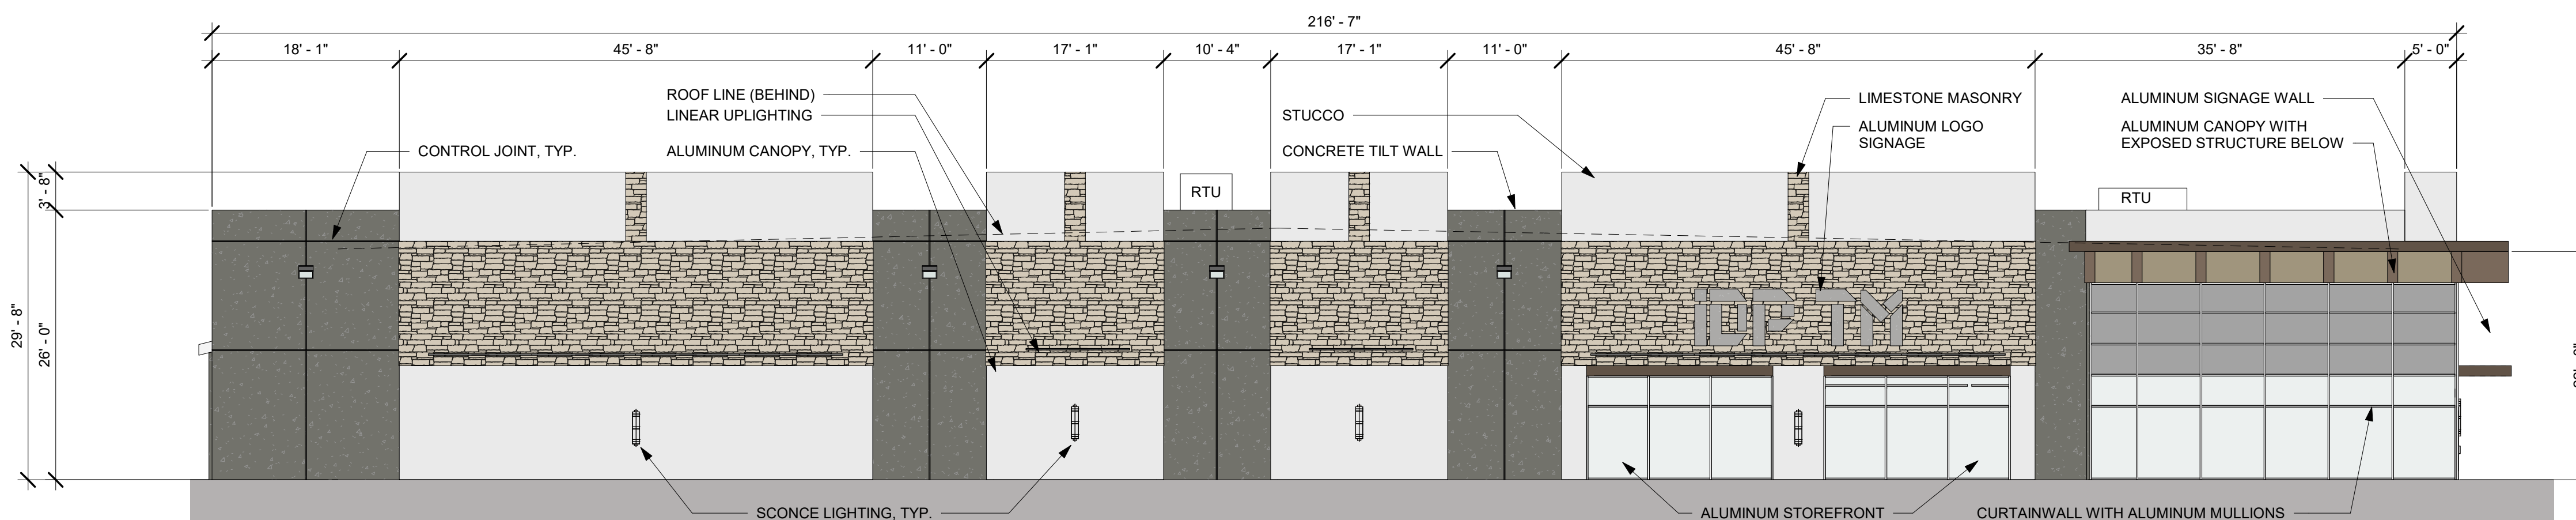 216' - 7"
18' - 1"
45' - 8"
11' - 0"
17' - 1"
10' - 4"
17' - 1"
11' - 0"
45' - 8"
35' - 8"
5' - 0"
ROOF LINE (BEHIND)
LINEAR UPLIGHTING
ALUMINUM CANOPY, TYP.
CONTROL JOINT, TYP.
STUCCO
CONCRETE TILT WALL
LIMESTONE MASONRY
ALUMINUM LOGO
SIGNAGE
ALUMINUM SIGNAGE WALL
ALUMINUM CANOPY WITH
EXPOSED STRUCTURE BELOW
RTU
RTU
3' - 8"
29' - 8"
26' - 0"
SCONCE LIGHTING, TYP.
ALUMINUM STOREFRONT
CURTAINWALL WITH ALUMINUM MULLIONS